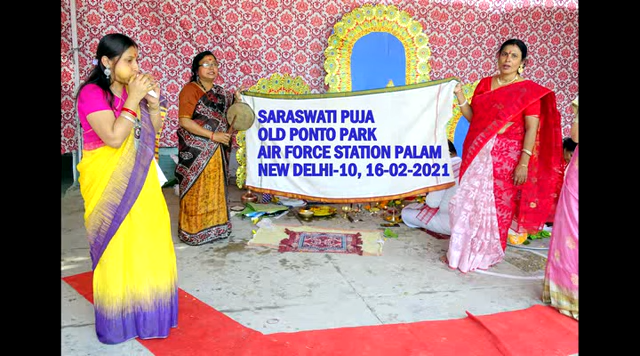 SARASWATI PUJA
OLD PONTO PARK
AIR FORCE STATION PALAM
NEW DELHI-10, 16-02-2021